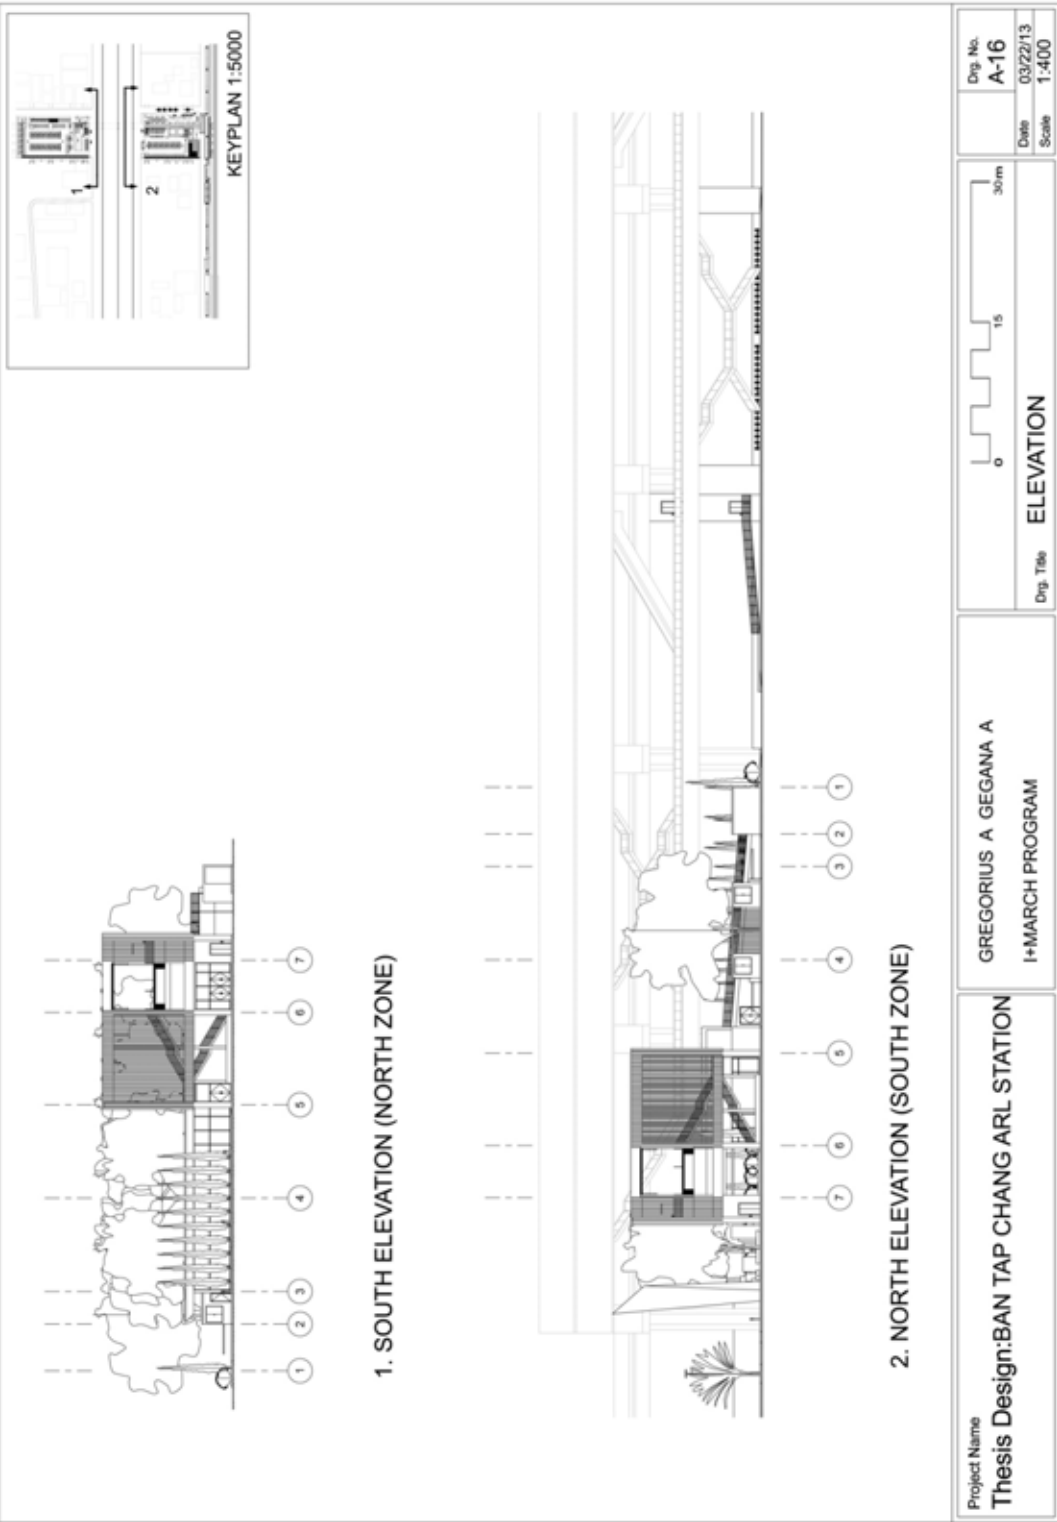 KEYPLAN 1:5000
1
2
1
2
3
4
5
6
7
1. SOUTH ELEVATION (NORTH ZONE)
7
6
5
4
3
2
1
2. NORTH ELEVATION (SOUTH ZONE)
Project Name
Thesis Design:BAN TAP CHANG ARL STATION
GREGORIUS A GEGANA A
I+MARCH PROGRAM
0 15 30m
Drg. Title ELEVATION
Drg. No.
A-16
Date 03/22/13
Scale 1:400